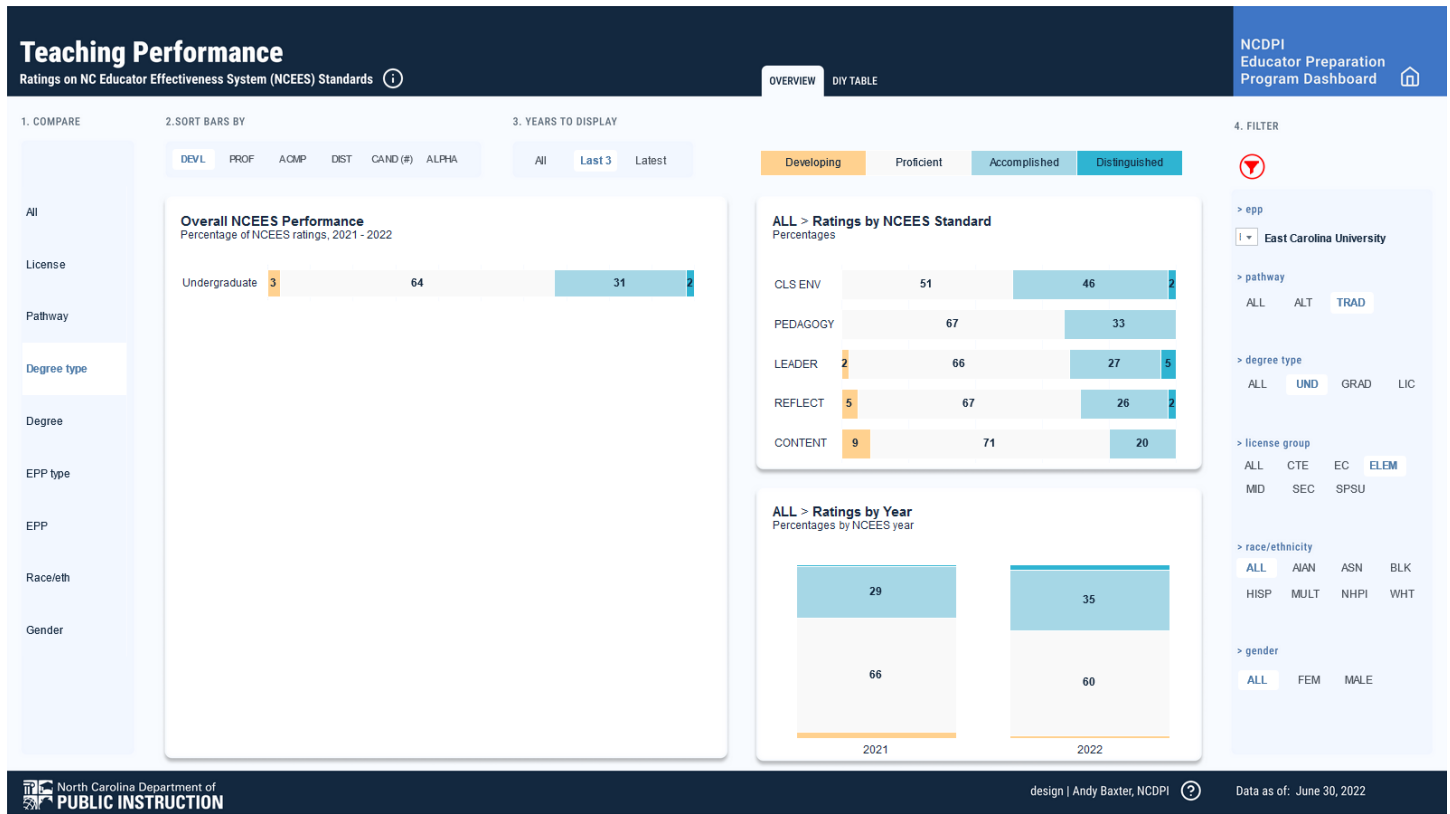 Teaching Performance
Ratings on NC Educator Effectiveness System (NCEES) Standards
OVERVIEW DIY TABLE
NCDPI
Educator Preparation
Program Dashboard
1. COMPARE
All
License
Pathway
Degree type
Degree
EPP type
EPP
Race/eth
Gender
2.SORT BARS BY
DEVL PROF ACMP DIST CAND (#) ALPHA
3. YEARS TO DISPLAY
All Last 3 Latest
Developing Proficient Accomplished Distinguished
Overall NCEES Performance
Percentage of NCEES ratings, 2021 - 2022
Undergraduate 3 64 31 2
ALL > Ratings by NCEES Standard
Percentages
CLS ENV 51 46 2
PEDAGOGY 67 33
LEADER 2 66 27 5
REFLECT 5 67 26 2
CONTENT 9 71 20
ALL > Ratings by Year
Percentages by NCEES year
29 35
66 60
2021 2022
4. FILTER
> epp
East Carolina University
> pathway
ALL ALT TRAD
> degree type
ALL UND GRAD LIC
> license group
ALL CTE EC ELEM
MID SEC SPSU
> race/ethnicity
ALL AIAN ASN BLK
HISP MULT NHPI WHT
> gender
ALL FEM MALE
North Carolina Department of
PUBLIC INSTRUCTION
design | Andy Baxter, NCDPI ?
Data as of: June 30, 2022